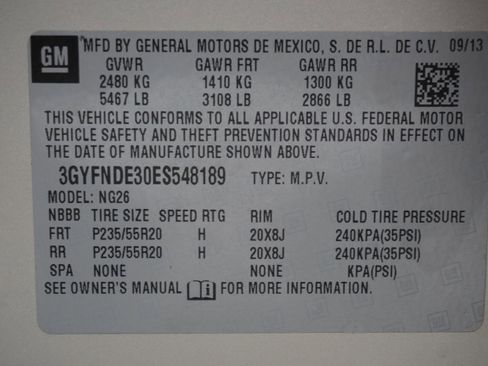 GM MFD BY GENERAL MOTORS DE MEXICO, S. DE R.L. DE C.V. 09/13
GVWR GAWR FRT GAWR RR
2480 KG 1410 KG 1300 KG
5467 LB 3108 LB 2866 LB
THIS VEHICLE CONFORMS TO ALL APPLICABLE U.S. FEDERAL MOTOR
VEHICLE SAFETY AND THEFT PREVENTION STANDARDS IN EFFECT ON
THE DATE OF MANUFACTURE SHOWN ABOVE.
3GYFNDE30ES548189 TYPE: M.P.V.
MODEL: NG26
NBBB TIRE SIZE SPEED RTG RIM COLD TIRE PRESSURE
FRT P235/55R20 H 20X8J 240KPA(35PSI)
RR P235/55R20 H 20X8J 240KPA(35PSI)
SPA NONE NONE KPA(PSI)
SEE OWNER'S MANUAL i FOR MORE INFORMATION.